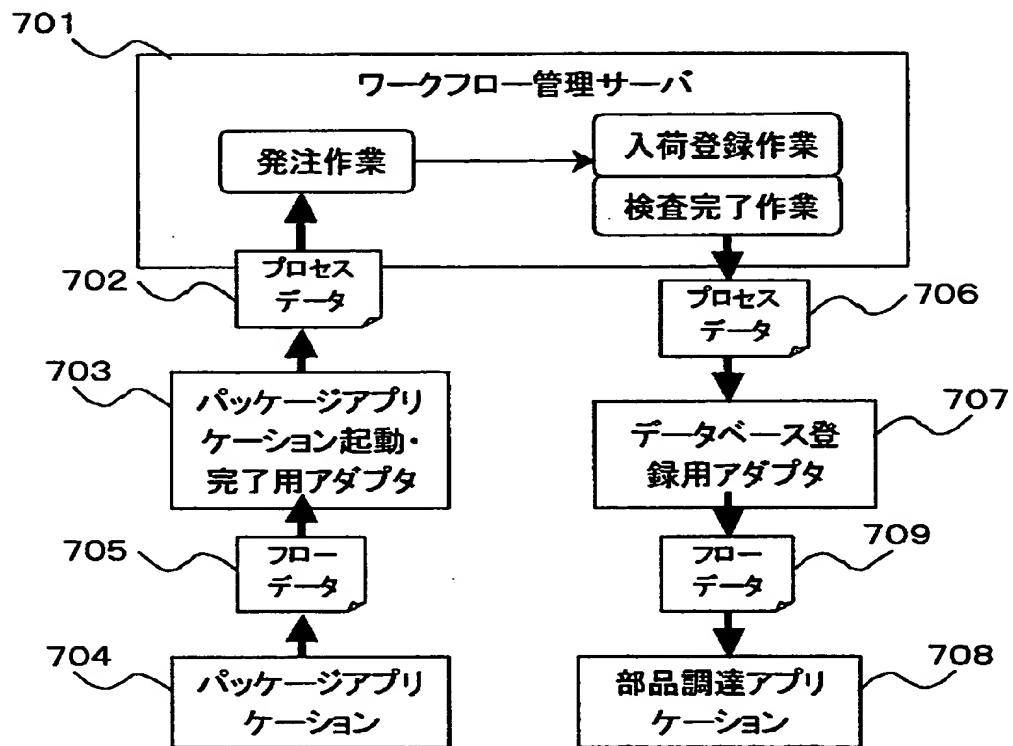 701
ワークフロー管理サーバ
発注作業
入荷登録作業
検査完了作業
702
プロセス
データ
プロセス
データ
706
703
パッケージアプリ
ケーション起動・
完了用アダプタ
データベース登
録用アダプタ
707
705
フロー
データ
フロー
データ
709
704
パッケージアプリ
ケーション
部品調達アプリ
ケーション
708